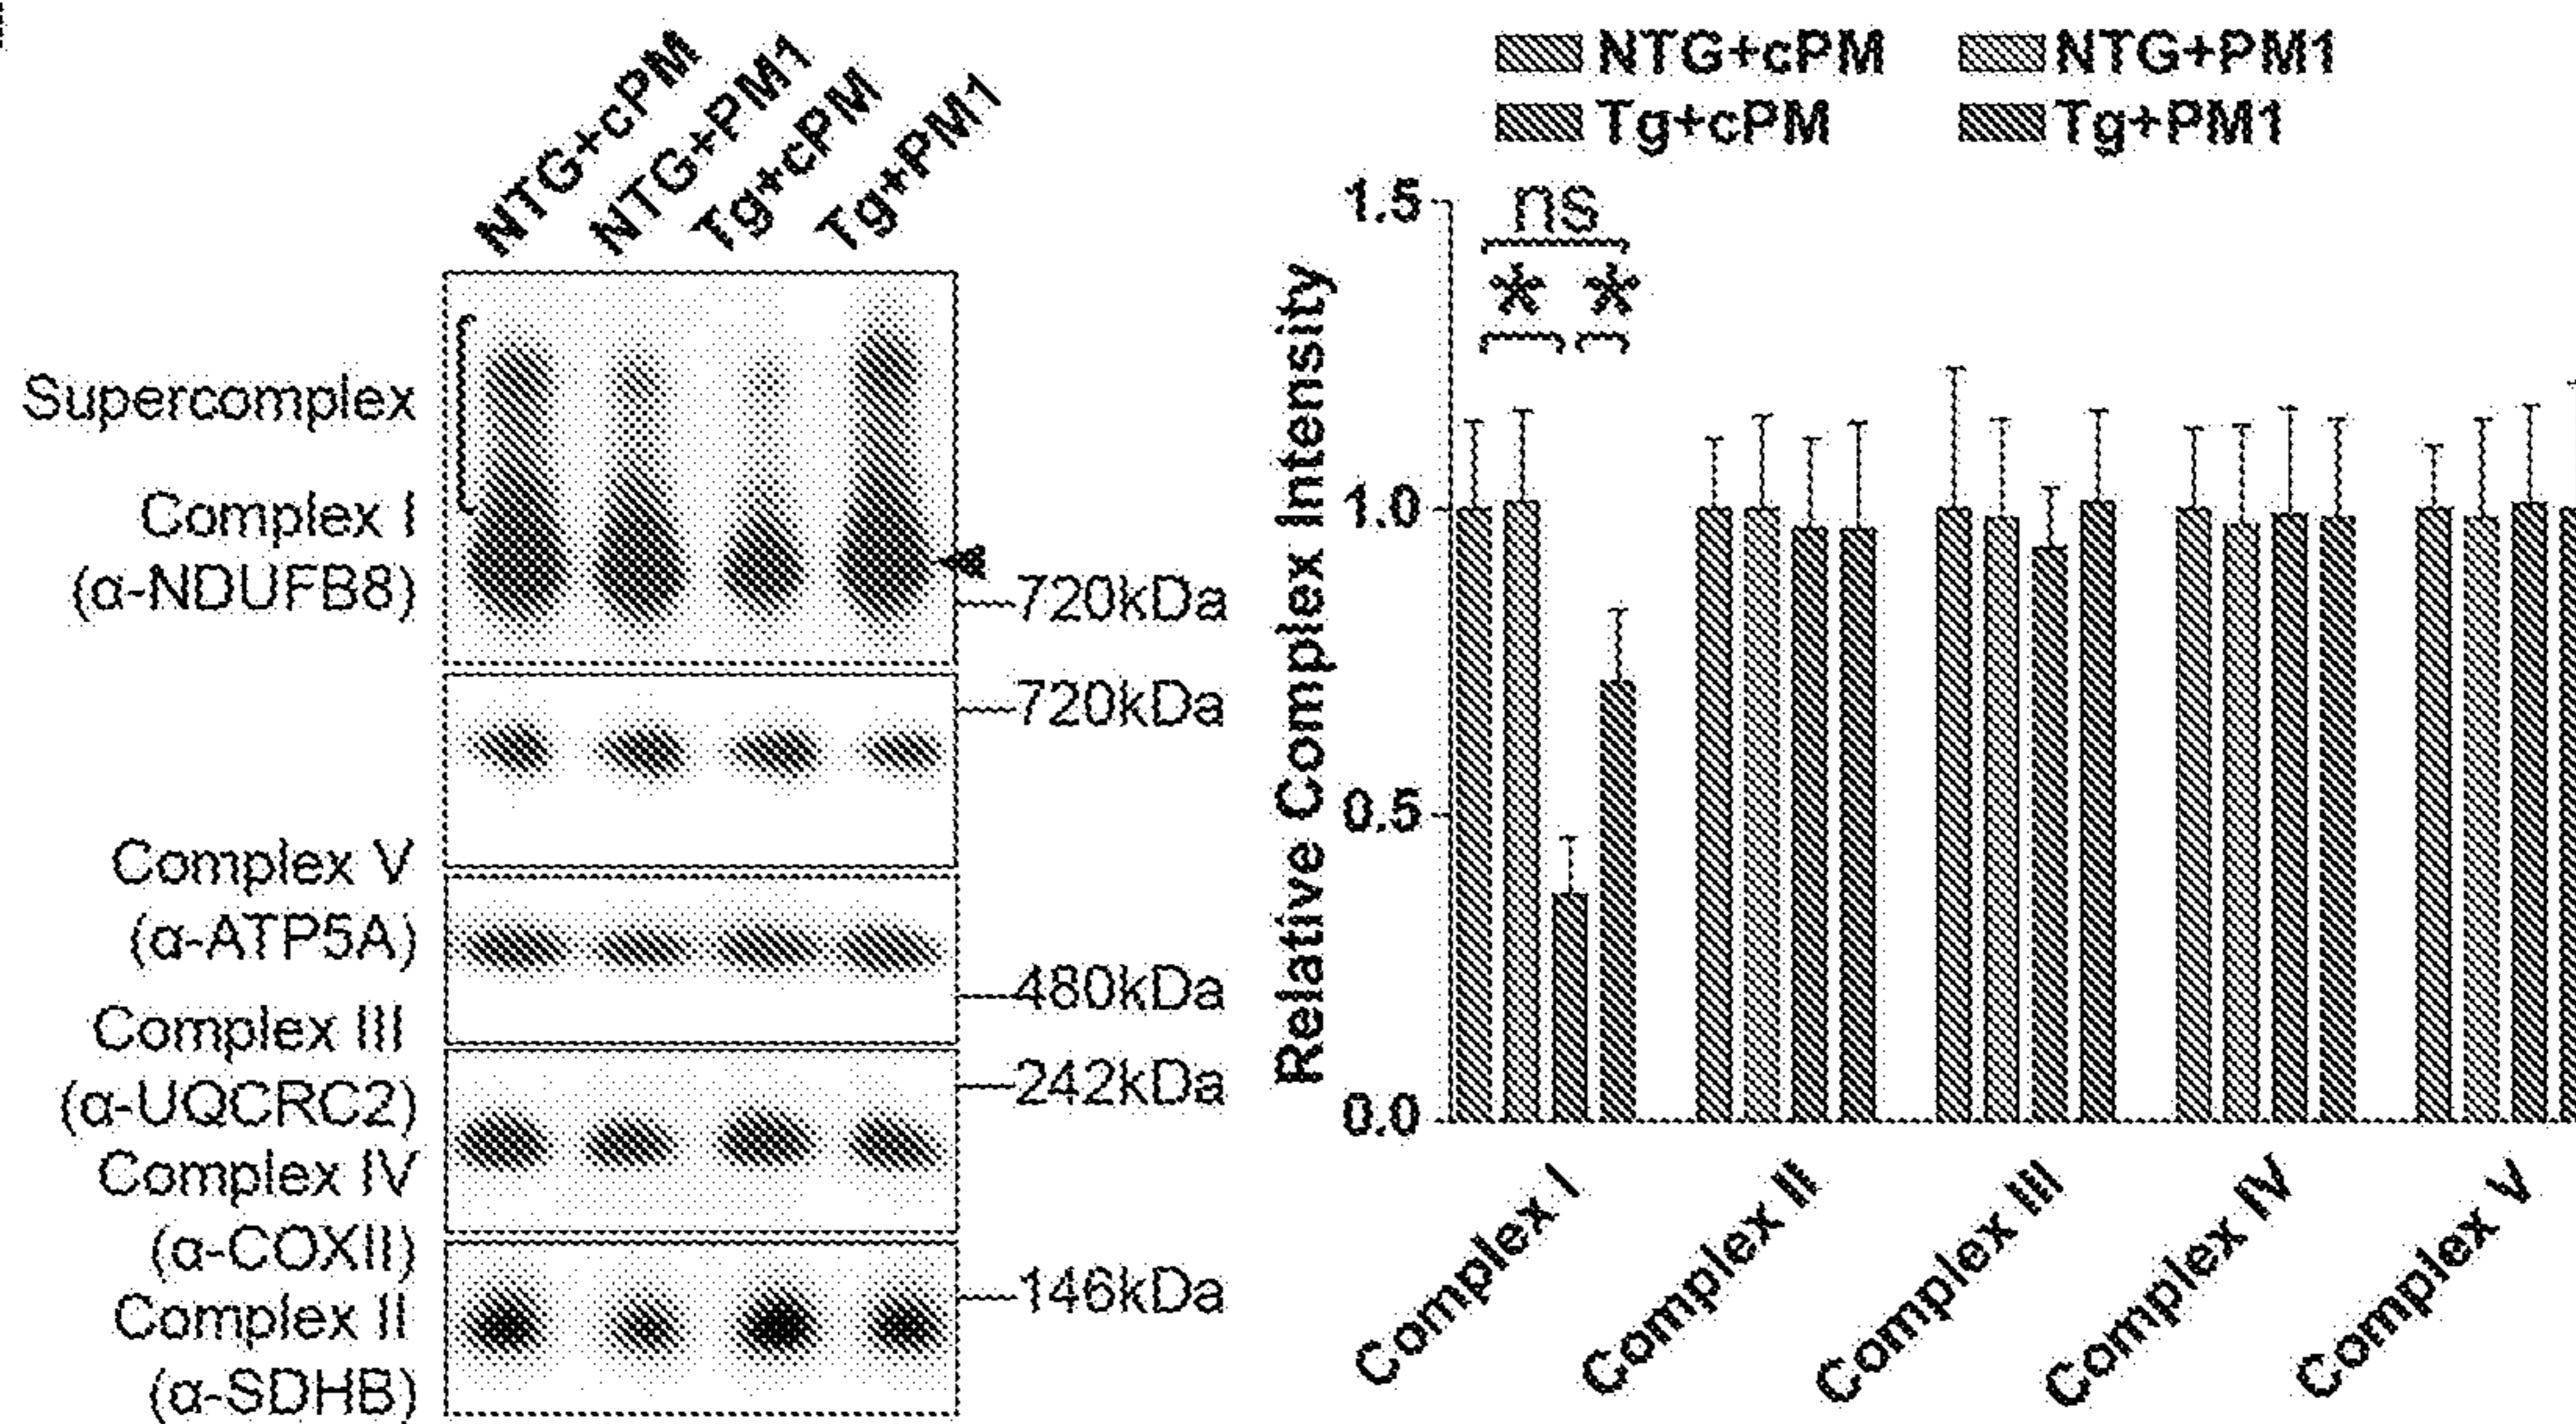 NTG+cPM
NTG+PM1
Tg+cPM
Tg+PM1
Supercomplex
Complex I
(α-NDUFB8)
720kDa
720kDa
Complex V
(α-ATP5A)
480kDa
Complex III
(α-UQCRC2)
242kDa
Complex IV
(α-COXII)
Complex II
(α-SDHB)
146kDa
NTG+cPM NTG+PM1
Tg+cPM Tg+PM1
Relative Complex Intensity
1.5
1.0
0.5
0.0
ns
* *
Complex I
Complex II
Complex III
Complex IV
Complex V